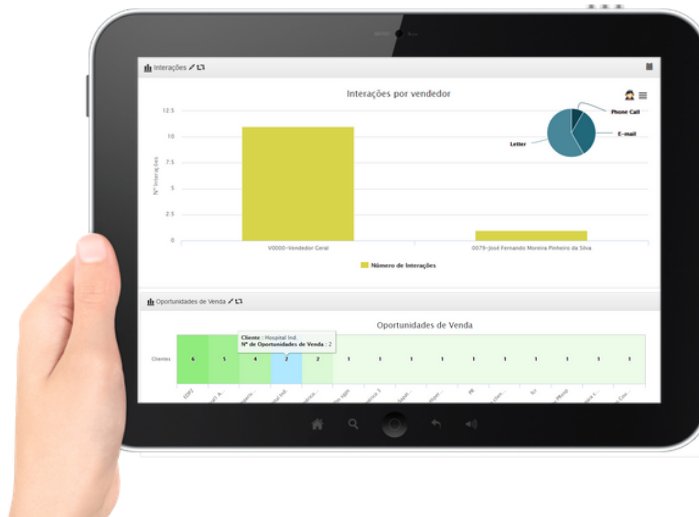 Interações
Interações por vendedor
12.5
10
7.5
5
2.5
0
Nº Interações
Phone Call
E-mail
Letter
V0000-Vendedor Geral
0079-José Fernando Moreira Pinheiro da Silva
Número de Interações
Oportunidades de Venda
Oportunidades de Venda
Cliente : Hospital Ind.
Nº de Oportunidades de Venda : 2
Clientes
6 5 4 2 2 1 1 1 1 1 1 1 1 1 1